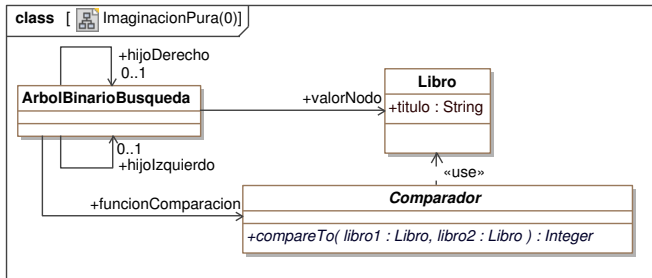 class [ ImaginacionPura(0)]
+hijoDerecho
0..1
ArbolBinarioBusqueda
+valorNodo
Libro
+titulo : String
0..1
+hijoIzquierdo
«use»
+funcionComparacion
Comparador
+compareTo( libro1 : Libro, libro2 : Libro ) : Integer